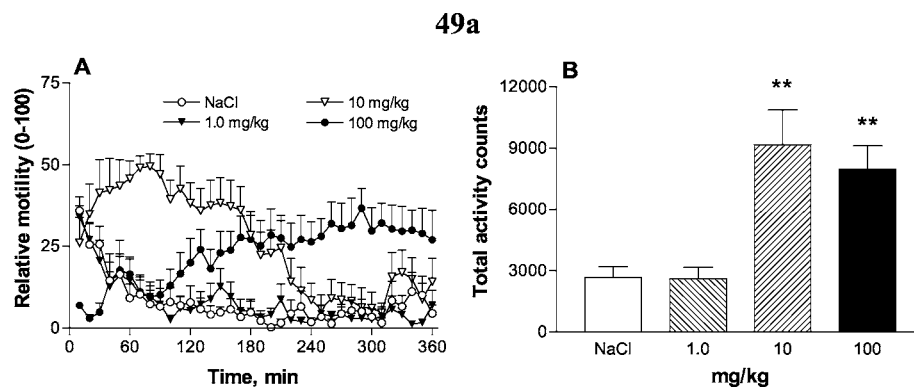 49a
A
Relative motility (0-100)
75
50
25
0
NaCl
1.0 mg/kg
10 mg/kg
100 mg/kg
0 60 120 180 240 300 360
Time, min
B
Total activity counts
12000
9000
6000
3000
0
**
**
NaCl 1.0 10 100
mg/kg